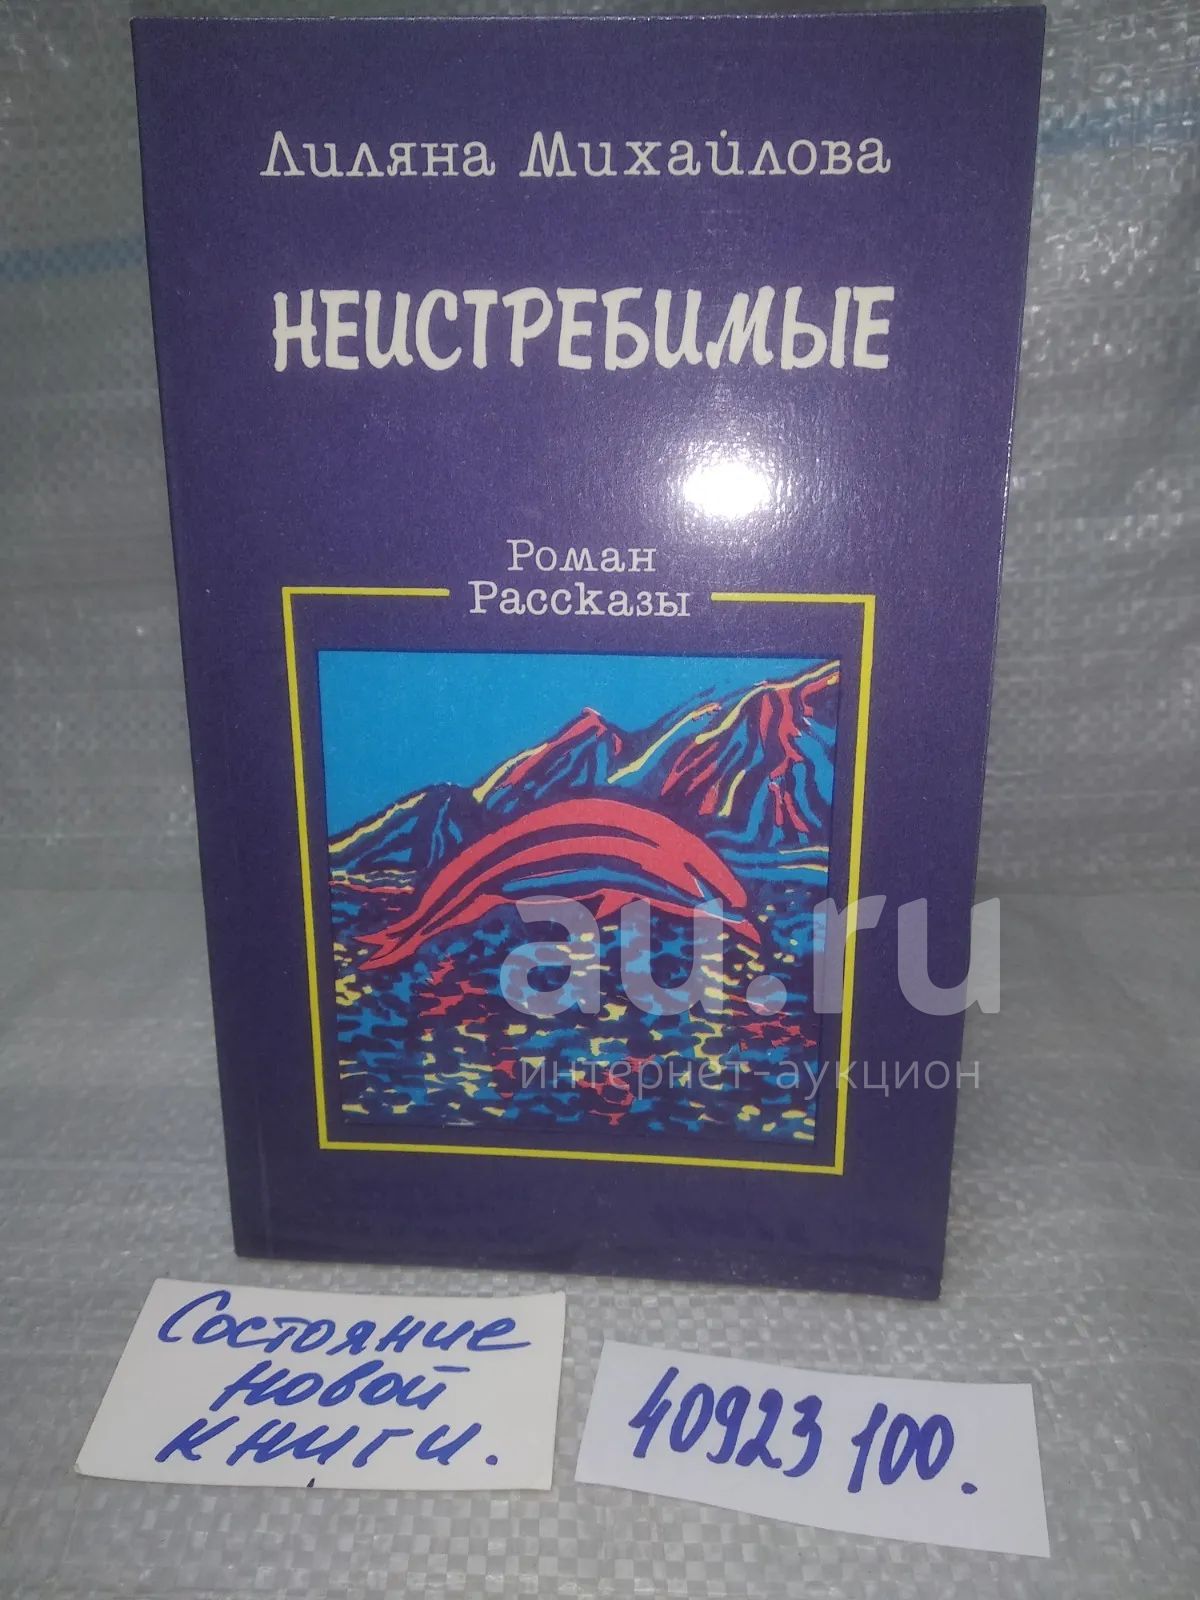 Лиляна Михайлова
НЕИСТРЕБИМЫЕ
Роман
Рассказы
au.ru
интернет-аукцион
Состояние
новой
книги.
40923 100.